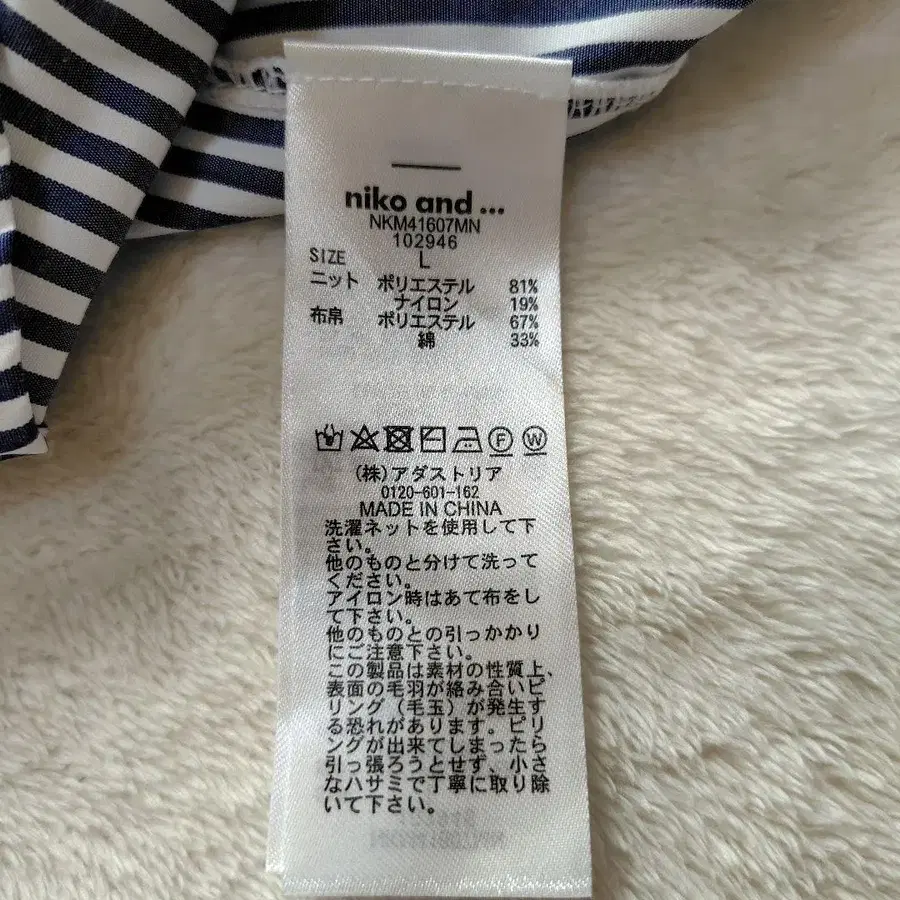 niko and ...
NKM41607MN
102946
SIZE L
ニット ポリエステル 81%
ナイロン 19%
布帛 ポリエステル 67%
綿 33%
F W
(株)アダストリア
0120-601-162
MADE IN CHINA
洗濯ネットを使用して下
さい。
他のものと分けて洗って
ください。
アイロン時はあて布をし
て下さい。
他のものとの引っかかり
にご注意下さい。
この製品は素材の性質上、
表面の毛羽が絡み合いピ
リング(毛玉)が発生す
る恐れがあります。ピリ
ングが出来てしまったら
引っ張ろうとせず、小さ
なハサミで丁寧に取り除
いて下さい。